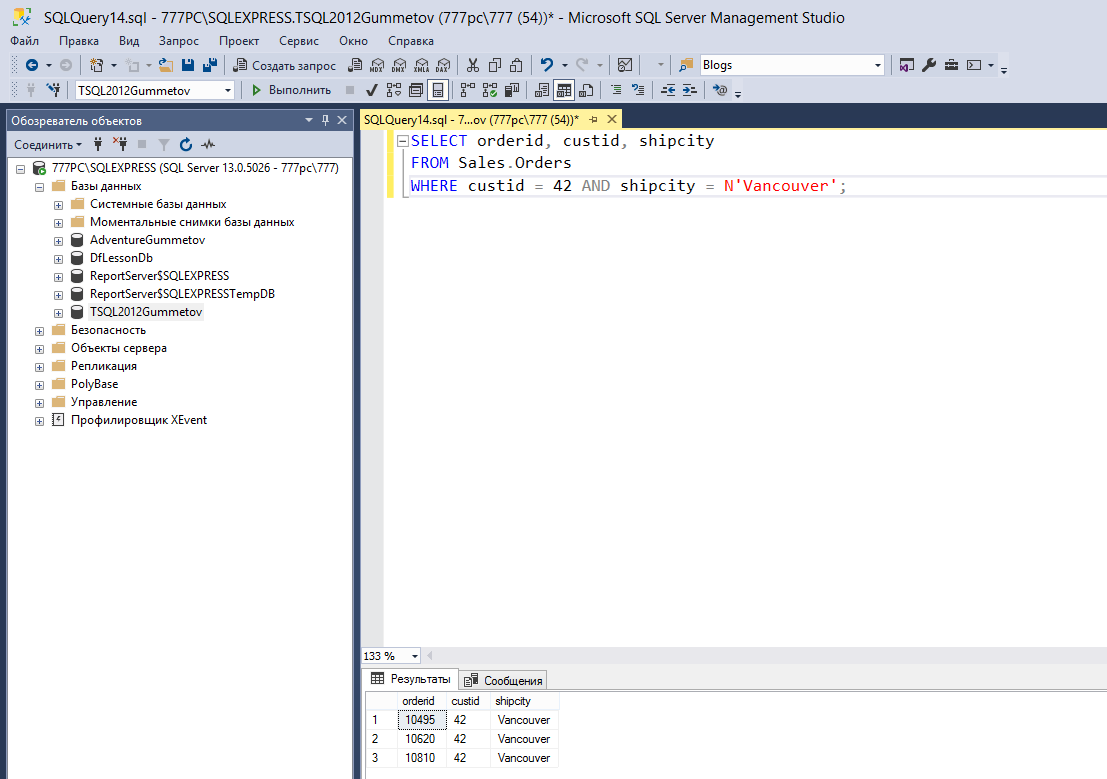 SQLQuery14.sql - 777PC\SQLEXPRESS.TSQL2012Gummetov (777pc\777 (54))* - Microsoft SQL Server Management Studio
Файл Правка Вид Запрос Проект Сервис Окно Справка
Создать запрос MDX DMX XMLA DAX Blogs
TSQL2012Gummetov Выполнить
Обозреватель объектов
SQLQuery14.sql - 7...ov (777pc\777 (54))*
Соединить
777PC\SQLEXPRESS (SQL Server 13.0.5026 - 777pc\777)
Базы данных
Системные базы данных
Моментальные снимки базы данных
AdventureGummetov
DfLessonDb
ReportServer$SQLEXPRESS
ReportServer$SQLEXPRESSTempDB
TSQL2012Gummetov
Безопасность
Объекты сервера
Репликация
PolyBase
Управление
Профилировщик XEvent
SELECT orderid, custid, shipcity
FROM Sales.Orders
WHERE custid = 42 AND shipcity = N'Vancouver';
133 %
Результаты Сообщения
orderid custid shipcity
1 10495 42 Vancouver
2 10620 42 Vancouver
3 10810 42 Vancouver